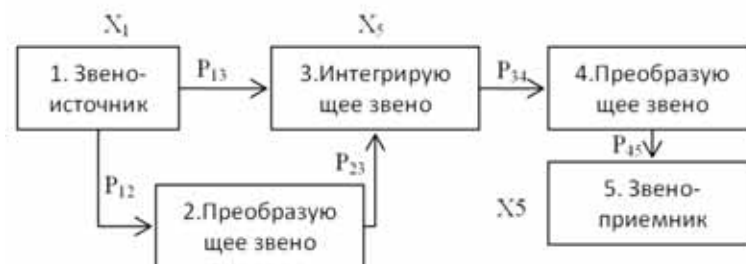 X₁
X₅
1. Звено-
источник
P₁₃
3.Интегрирую
щее звено
P₃₄
4.Преобразую
щее звено
P₁₂
P₂₃
P₄₅
2.Преобразую
щее звено
X5
5. Звено-
приемник